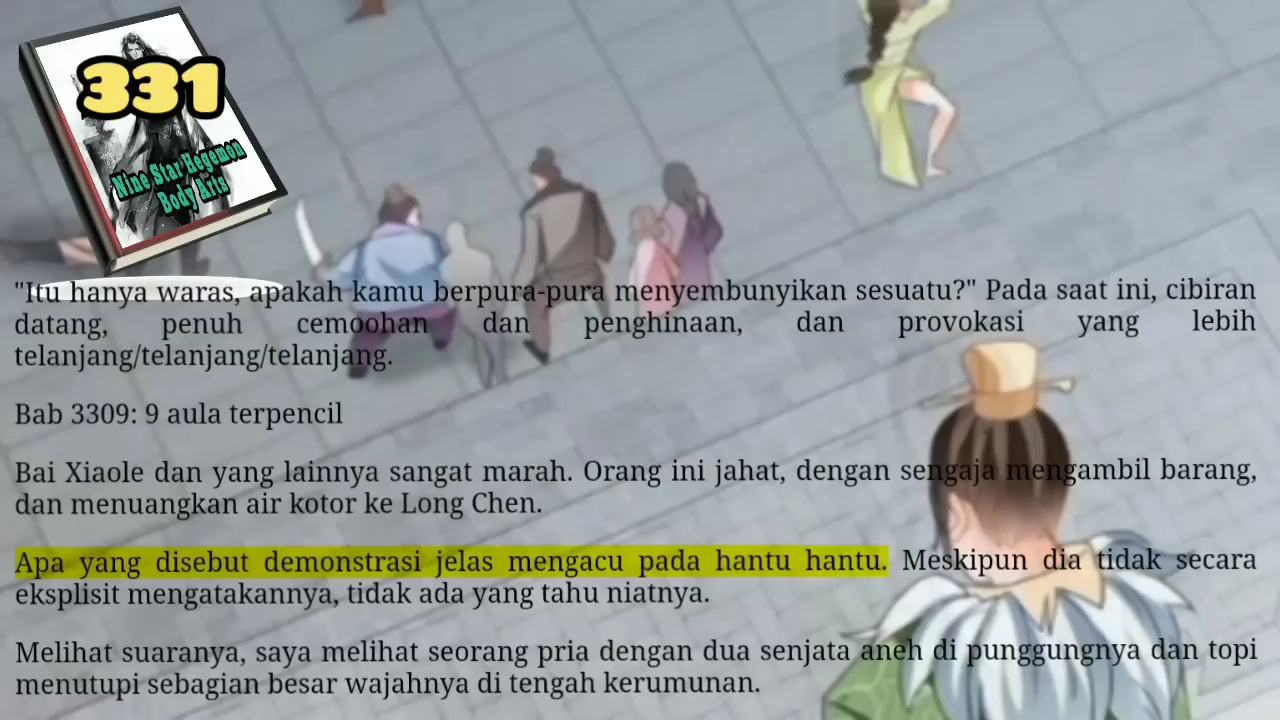 331
Nine Star Hegemon
Body Arts
"Itu hanya waras, apakah kamu berpura-pura menyembunyikan sesuatu?" Pada saat ini, cibiran
datang, penuh cemoohan dan penghinaan, dan provokasi yang lebih
telanjang/telanjang/telanjang.
Bab 3309: 9 aula terpencil
Bai Xiaole dan yang lainnya sangat marah. Orang ini jahat, dengan sengaja mengambil barang,
dan menuangkan air kotor ke Long Chen.
Apa yang disebut demonstrasi jelas mengacu pada hantu hantu. Meskipun dia tidak secara
eksplisit mengatakannya, tidak ada yang tahu niatnya.
Melihat suaranya, saya melihat seorang pria dengan dua senjata aneh di punggungnya dan topi
menutupi sebagian besar wajahnya di tengah kerumunan.